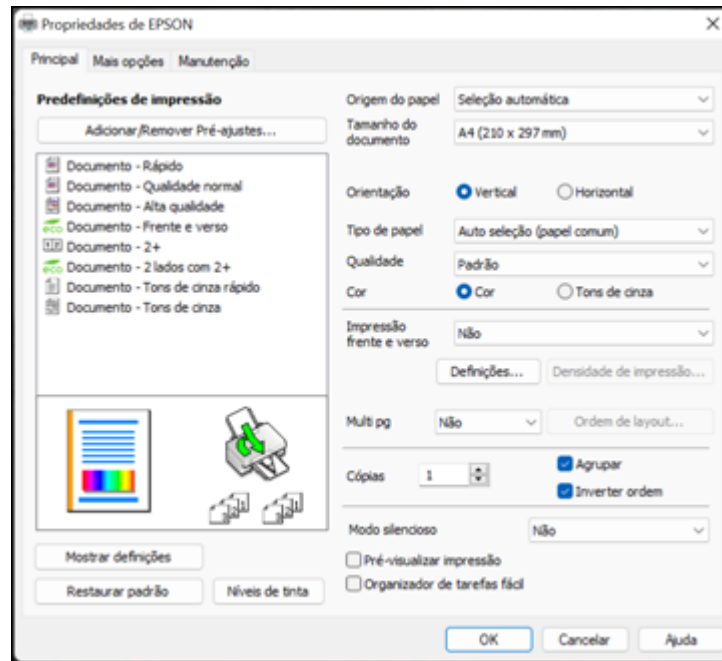 Propriedades de EPSON
Principal
Mais opções
Manutenção
Predefinições de impressão
Adicionar/Remover Pré-ajustes...
Documento - Rápido
Documento - Qualidade normal
Documento - Alta qualidade
eco Documento - Frente e verso
1 2 Documento - 2+
eco Documento - 2 lados com 2+
Documento - Tons de cinza rápido
Documento - Tons de cinza
Mostrar definições
Restaurar padrão
Níveis de tinta
Origem do papel
Seleção automática
Tamanho do
documento
A4 (210 x 297 mm)
Orientação
Vertical
Horizontal
Tipo de papel
Auto seleção (papel comum)
Qualidade
Padrão
Cor
Cor
Tons de cinza
Impressão
frente e verso
Não
Definições...
Densidade de impressão...
Multi pg
Não
Ordem de layout...
Cópias
1
Agrupar
Inverter ordem
Modo silencioso
Não
Pré-visualizar impressão
Organizador de tarefas fácil
OK
Cancelar
Ajuda